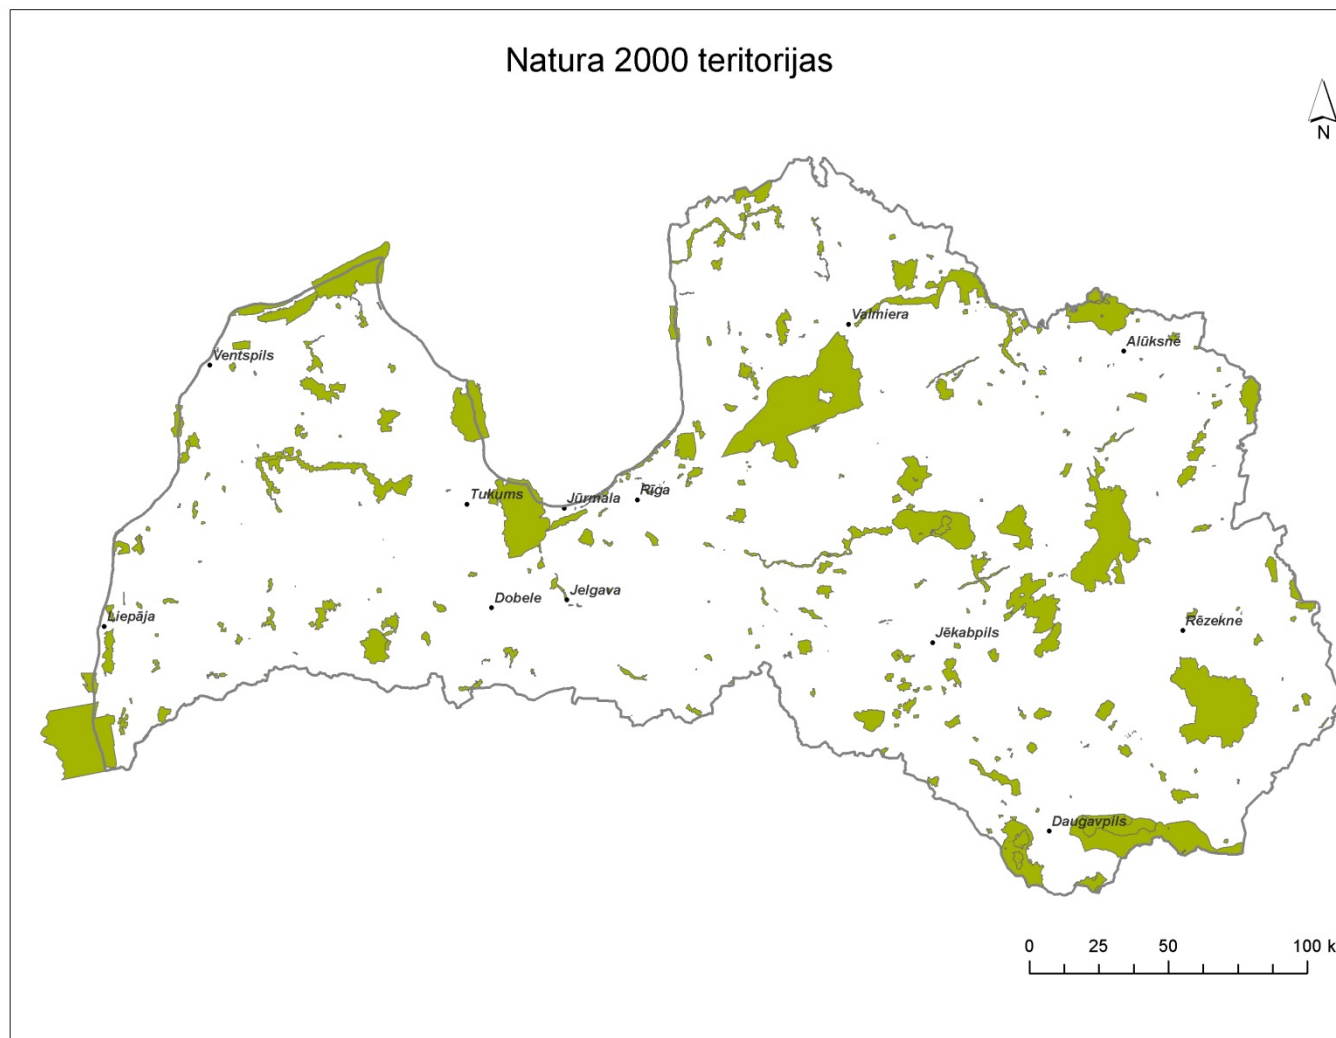 Natura 2000 teritorijas
N
Valmiera
Alūksne
Ventspils
Tukums
Jūrmala
Rīga
Dobele
Jelgava
Liepāja
Jēkabpils
Rēzekne
Daugavpils
0 25 50 100 k